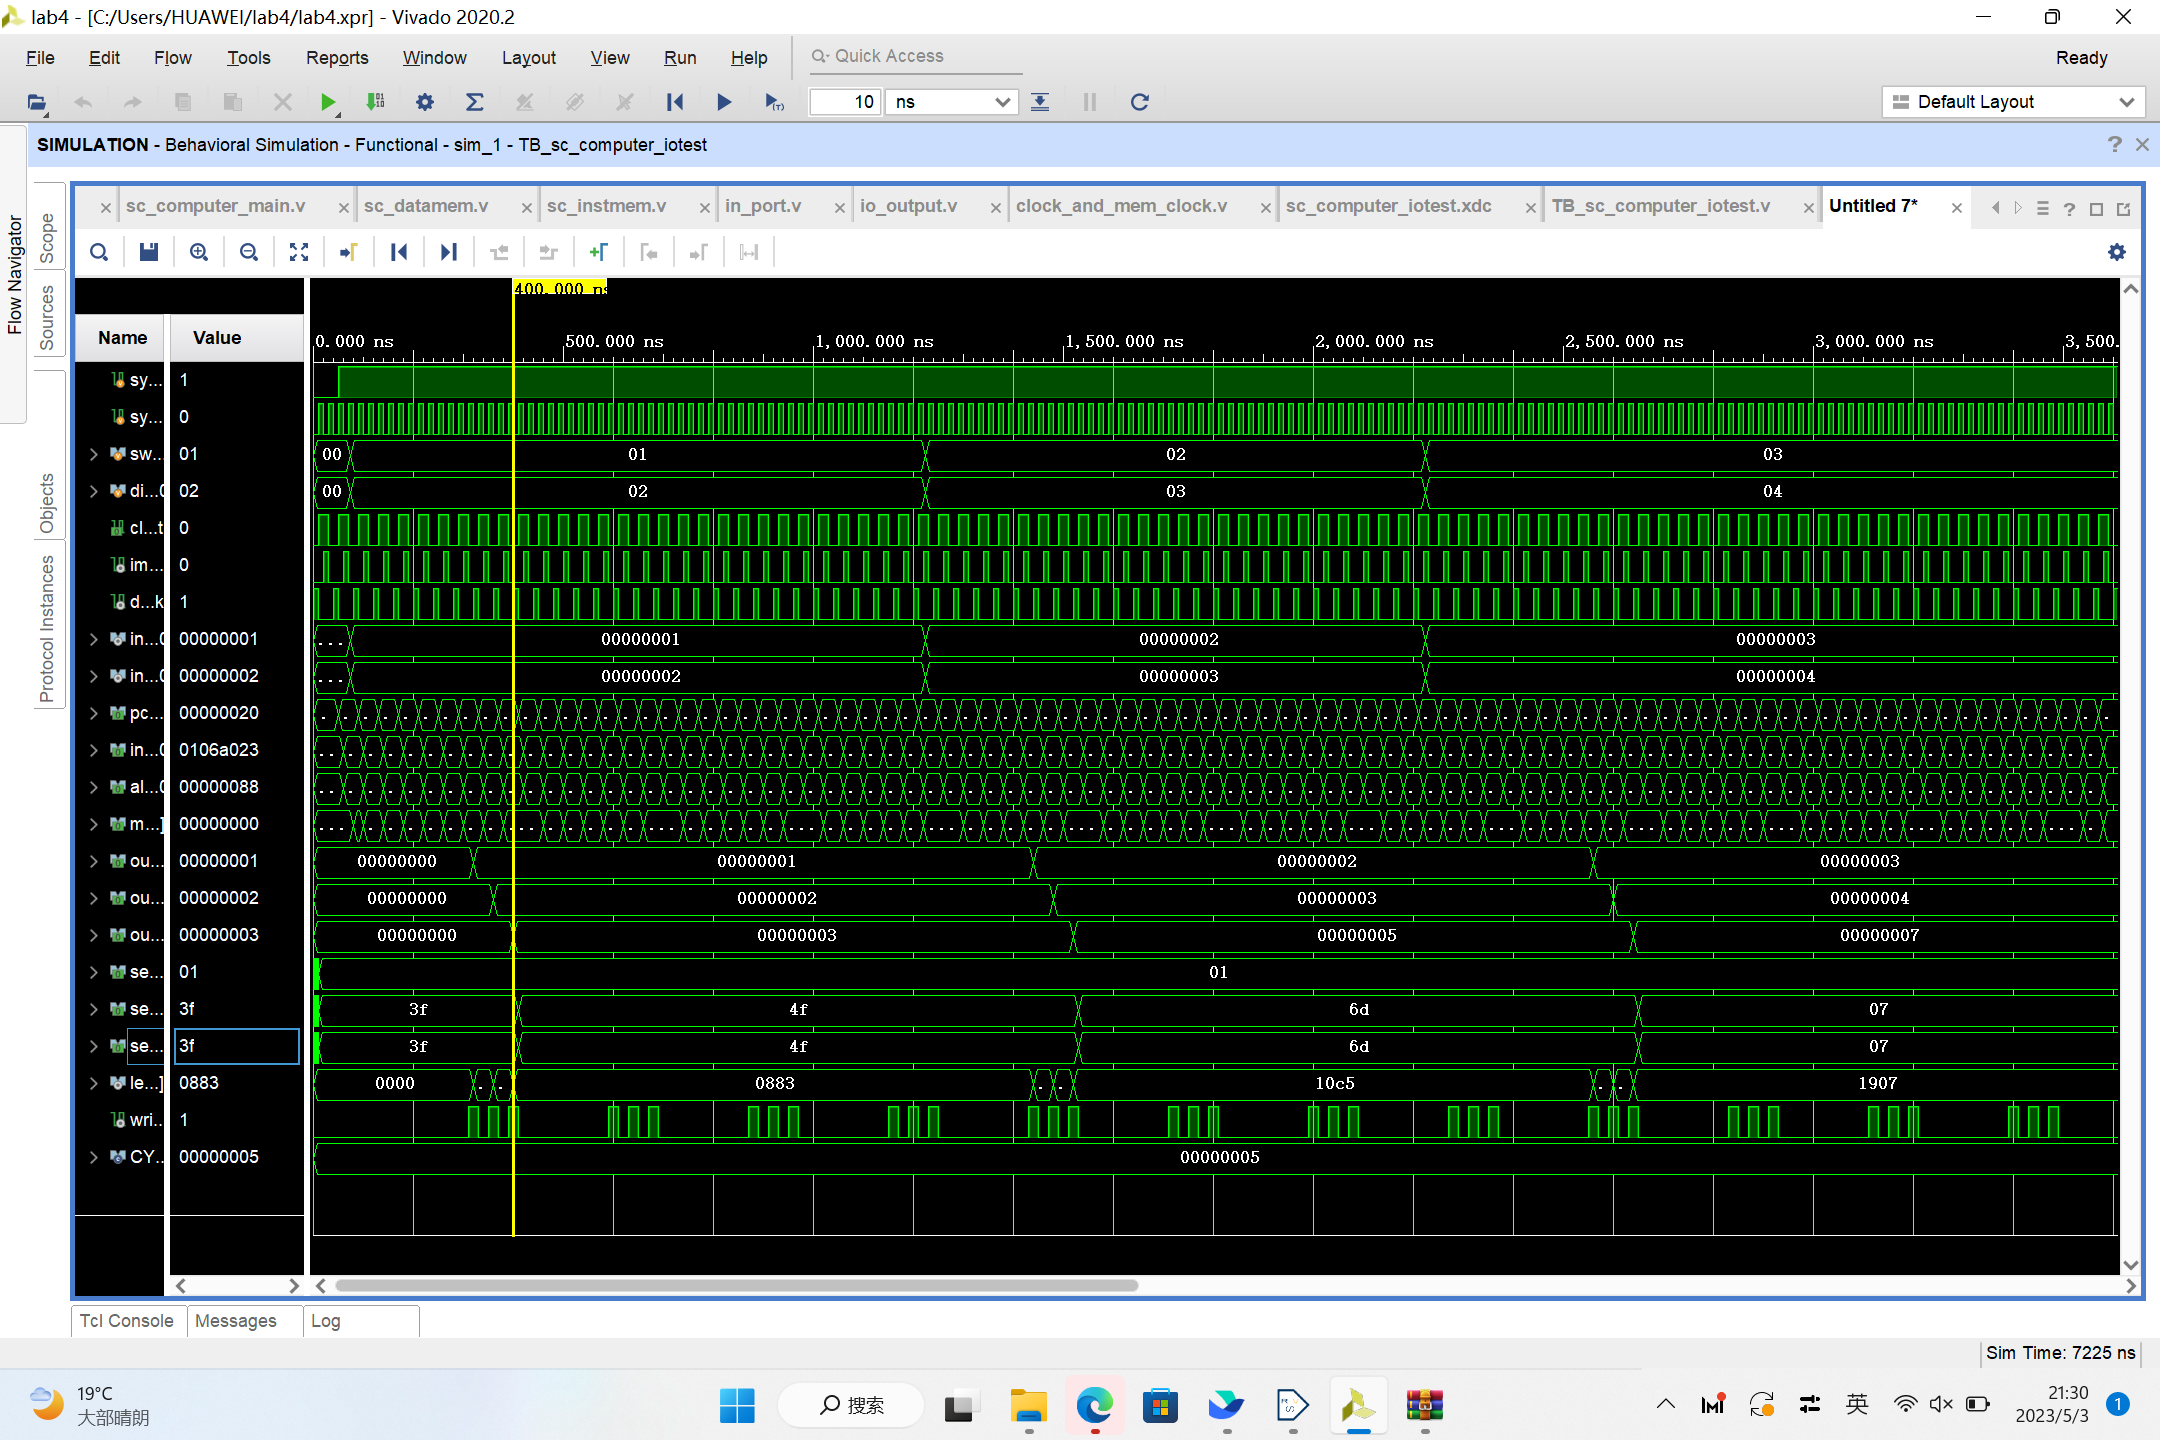 lab4 - [C:/Users/HUAWEI/lab4/lab4.xpr] - Vivado 2020.2
File Edit Flow Tools Reports Window Layout View Run Help Quick Access Ready
10 ns Default Layout
SIMULATION - Behavioral Simulation - Functional - sim_1 - TB_sc_computer_iotest ?
Flow Navigator
Scope
Sources
Objects
Protocol Instances
sc_computer_main.v sc_datamem.v sc_instmem.v in_port.v io_output.v clock_and_mem_clock.v sc_computer_iotest.xdc TB_sc_computer_iotest.v Untitled 7* ?
400.000 ns
Name Value 0.000 ns 500.000 ns 1,000.000 ns 1,500.000 ns 2,000.000 ns 2,500.000 ns 3,000.000 ns 3,500.
sy... 1
sy... 0
sw... 01 00 01 02 03
di... 02 00 02 03 04
cl...t 0
im... 0
d...k 1
in... 00000001 ... 00000001 00000002 00000003
in... 00000002 ... 00000002 00000003 00000004
pc... 00000020
in... 0106a023
al... 00000088
m...] 00000000
ou... 00000001 00000000 00000001 00000002 00000003
ou... 00000002 00000000 00000002 00000003 00000004
ou... 00000003 00000000 00000003 00000005 00000007
se... 01 01
se... 3f 3f 4f 6d 07
se... 3f 3f 4f 6d 07
le...] 0883 0000 0883 10c5 1907
wri... 1
CY... 00000005 00000005
Tcl Console Messages Log
Sim Time: 7225 ns
19°C
大部晴朗
搜索
英
21:30
2023/5/3
1